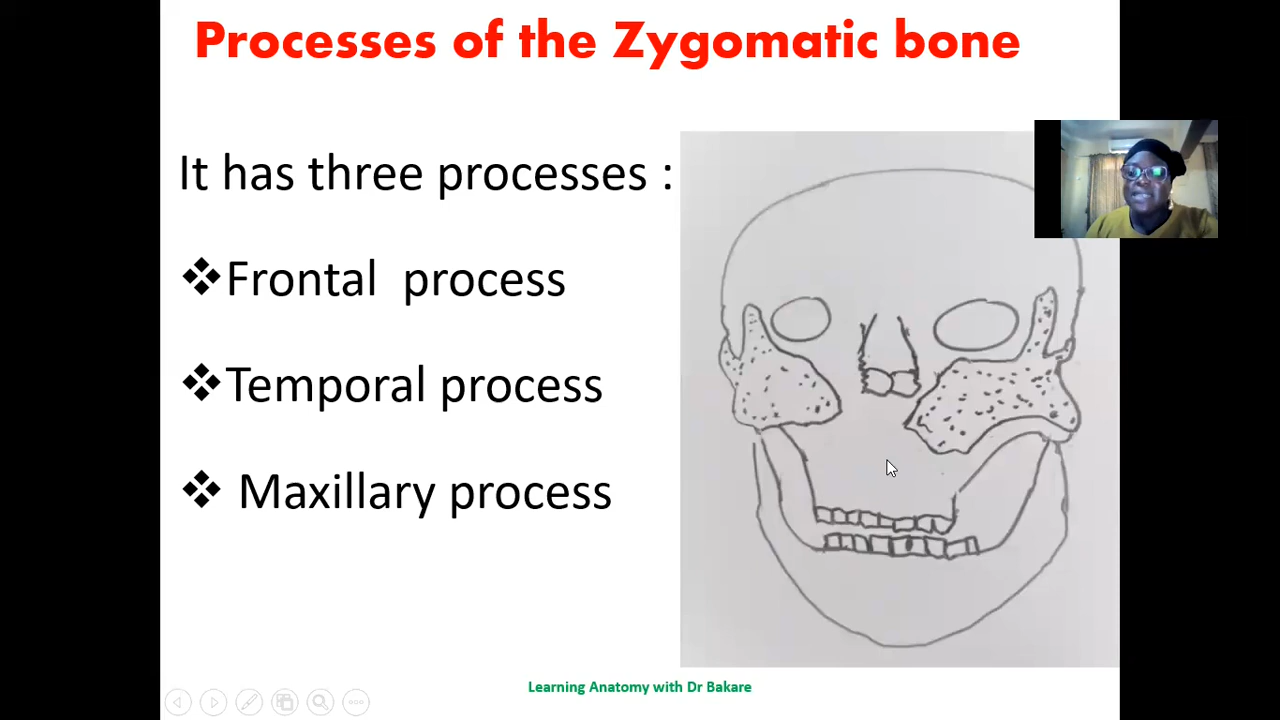 Processes of the Zygomatic bone
It has three processes :
❖Frontal process
❖Temporal process
❖ Maxillary process
Learning Anatomy with Dr Bakare